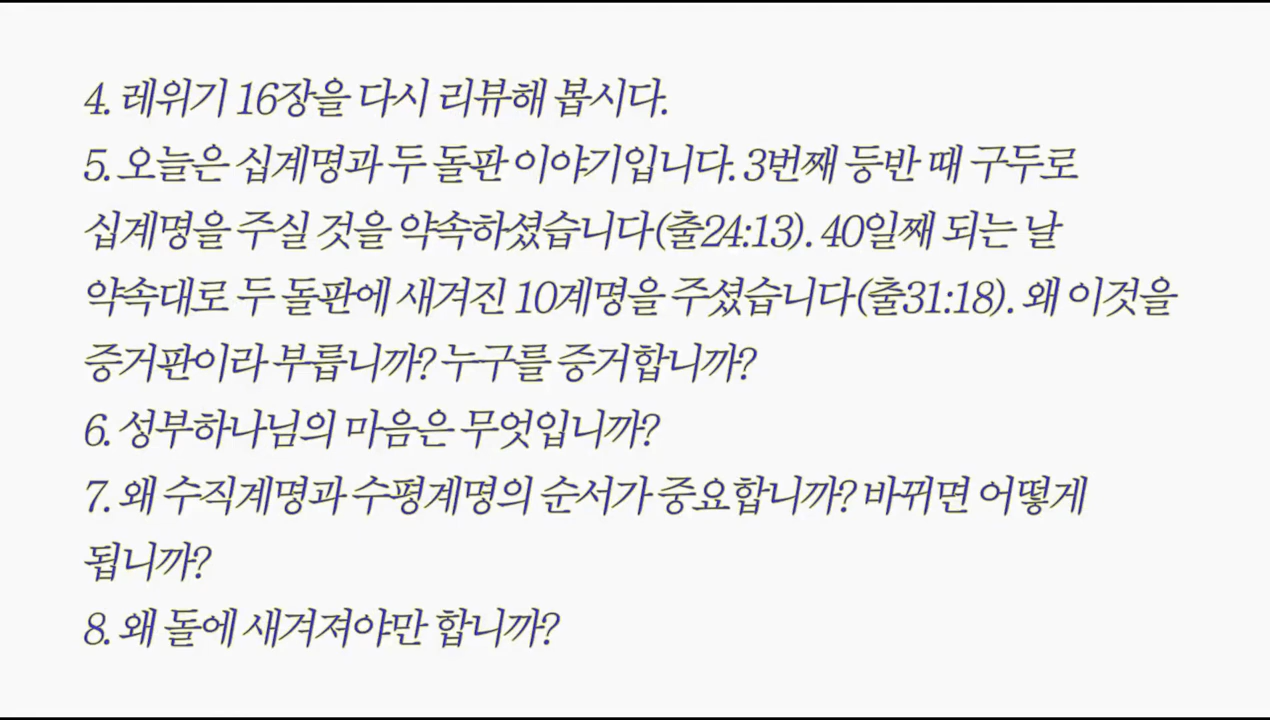 4. 레위기 16장을 다시 리뷰해 봅시다.
5. 오늘은 십계명과 두 돌판 이야기입니다. 3번째 등반 때 구두로
십계명을 주실 것을 약속하셨습니다(출24:13). 40일째 되는 날
약속대로 두 돌판에 새겨진 10계명을 주셨습니다(출31:18). 왜 이것을
증거판이라 부릅니까? 누구를 증거합니까?
6. 성부하나님의 마음은 무엇입니까?
7. 왜 수직계명과 수평계명의 순서가 중요합니까? 바뀌면 어떻게
됩니까?
8. 왜 돌에 새겨져야만 합니까?